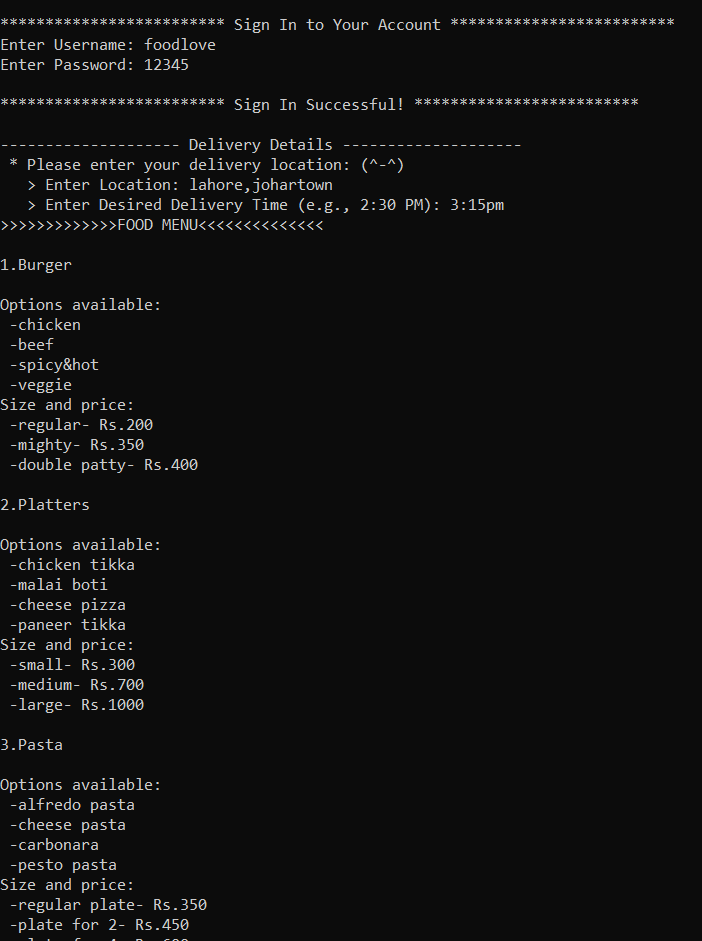 ************************* Sign In to Your Account *************************
Enter Username: foodlove
Enter Password: 12345
************************* Sign In Successful! *************************
-------------------- Delivery Details --------------------
* Please enter your delivery location: (^-^)
> Enter Location: lahore,johartown
> Enter Desired Delivery Time (e.g., 2:30 PM): 3:15pm
>>>>>>>>>>>>>FOOD MENU<<<<<<<<<<<<<<
1.Burger
Options available:
-chicken
-beef
-spicy&hot
-veggie
Size and price:
-regular- Rs.200
-mighty- Rs.350
-double patty- Rs.400
2.Platters
Options available:
-chicken tikka
-malai boti
-cheese pizza
-paneer tikka
Size and price:
-small- Rs.300
-medium- Rs.700
-large- Rs.1000
3.Pasta
Options available:
-alfredo pasta
-cheese pasta
-carbonara
-pesto pasta
Size and price:
-regular plate- Rs.350
-plate for 2- Rs.450